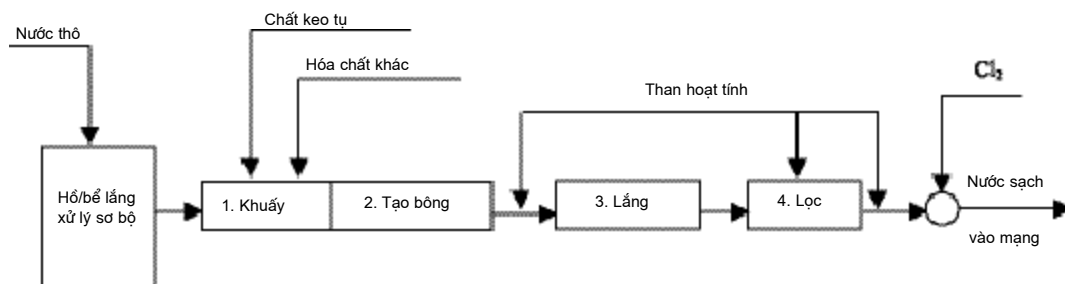 Nước thô
Chất keo tụ
Hóa chất khác
Than hoạt tính
Cl₂
Hồ/bể lắng
xử lý sơ bộ
1. Khuấy
2. Tạo bông
3. Lắng
4. Lọc
Nước sạch
vào mạng